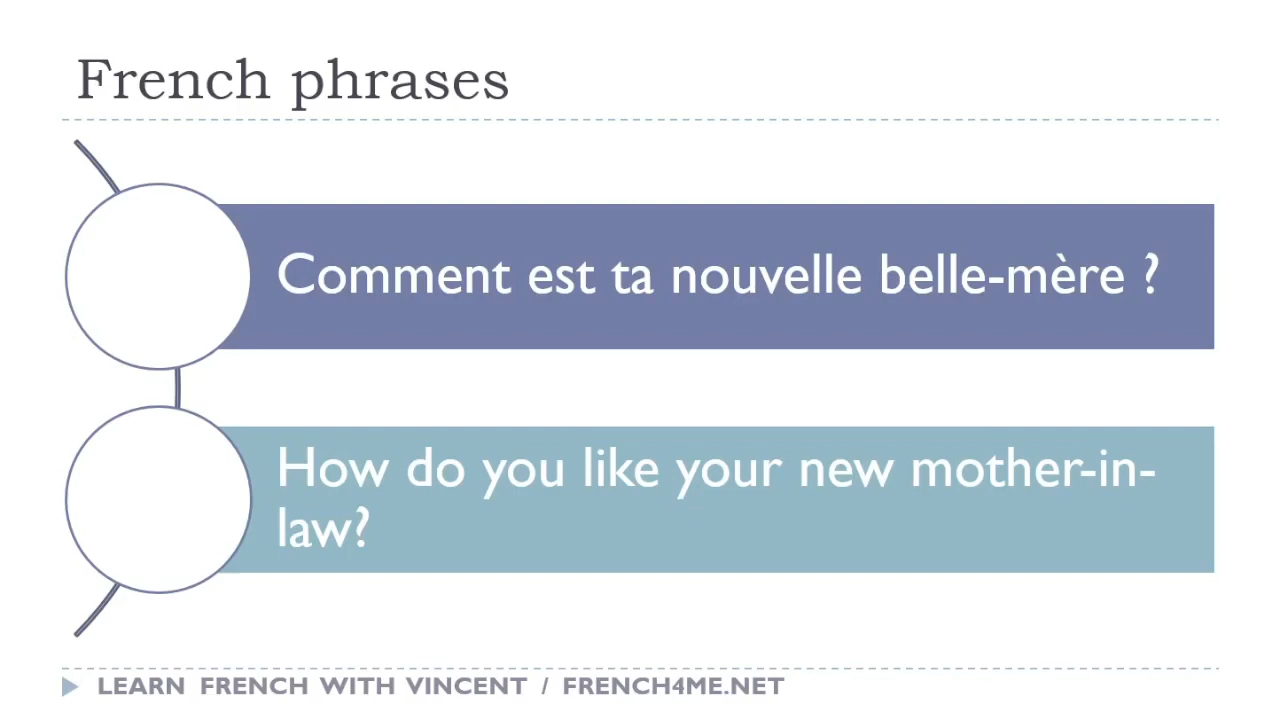 French phrases
Comment est ta nouvelle belle-mère ?
How do you like your new mother-in-
law?
LEARN FRENCH WITH VINCENT / FRENCH4ME.NET